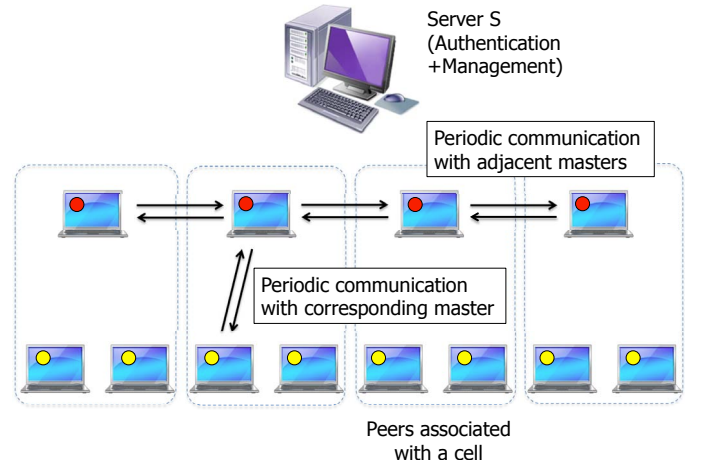 Server S
(Authentication
+Management)
Periodic communication
with adjacent masters
Periodic communication
with corresponding master
Peers associated
with a cell